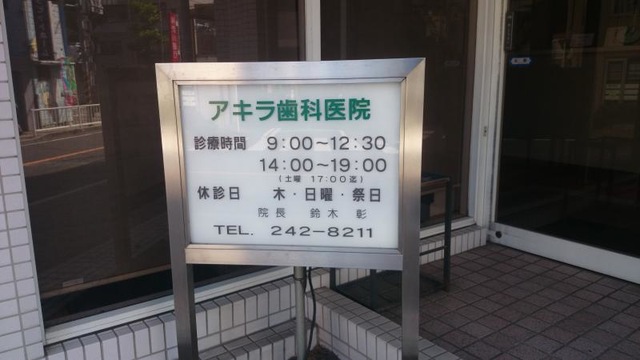 アキラ歯科医院
診療時間 9:00～12:30
14:00～19:00
(土曜 17:00迄)
休診日 木・日曜・祭日
院長 鈴木 彰
TEL. 242-8211